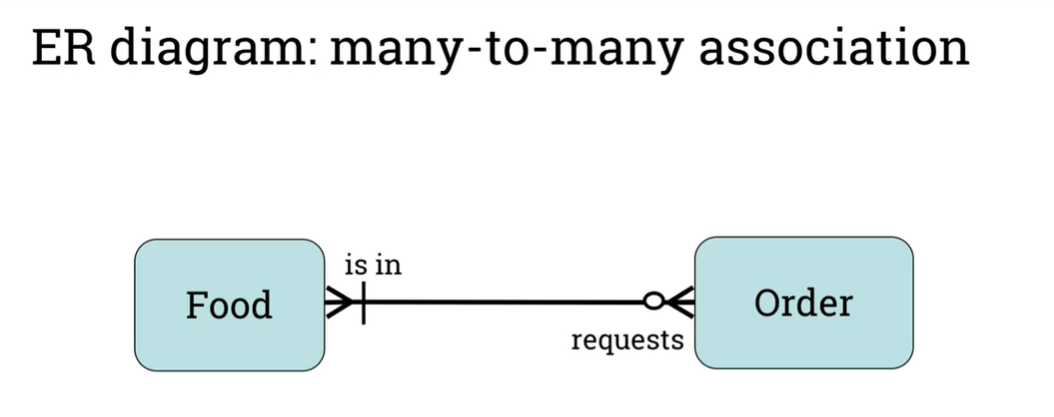 ER diagram: many-to-many association
is in
Food
Order
requests